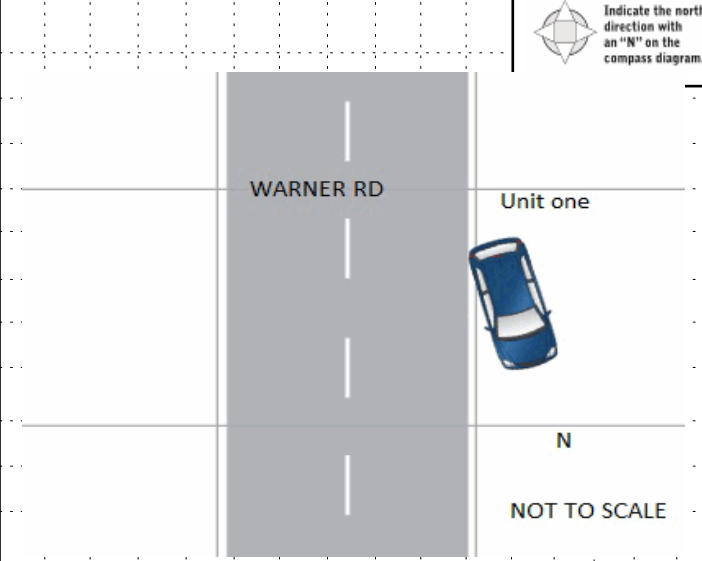 Indicate the north
direction with
an "N" on the
compass diagram.
WARNER RD
Unit one
N
NOT TO SCALE